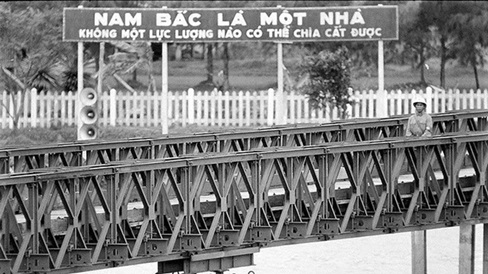 NAM BẮC LÀ MỘT NHÀ
KHÔNG MỘT LỰC LƯỢNG NÀO CÓ THỂ CHIA CẮT ĐƯỢC